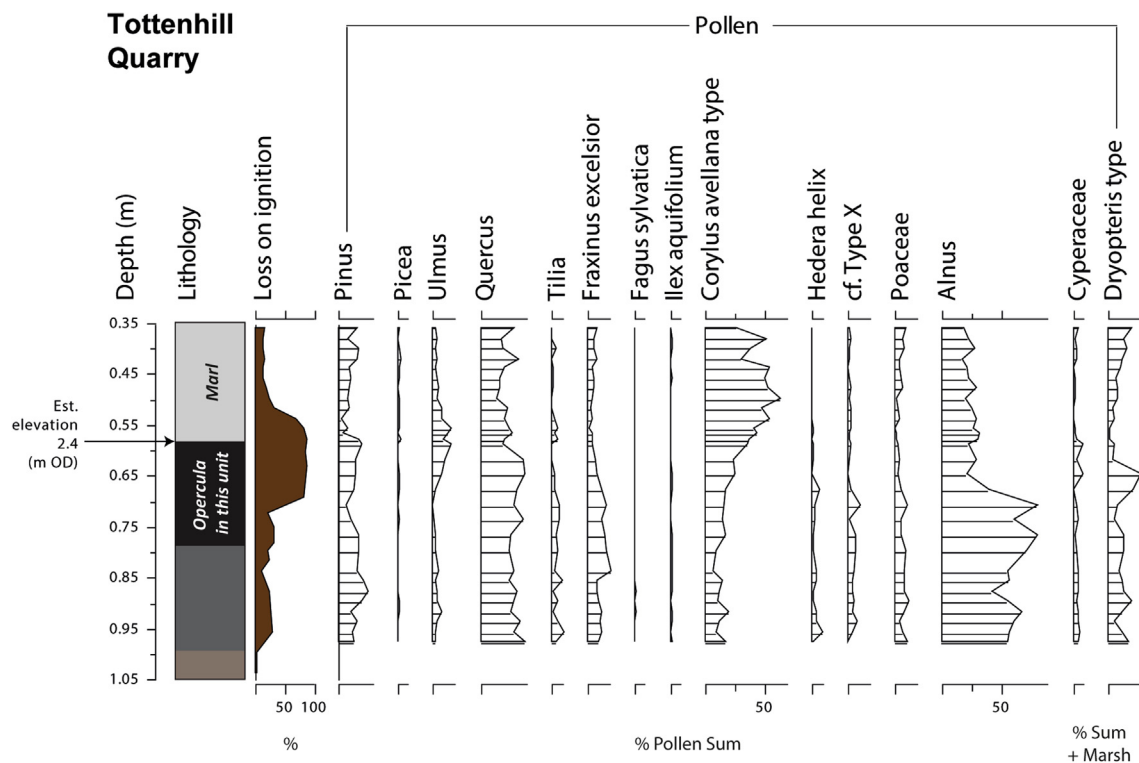 Tottenhill
Quarry
Pollen
Depth (m)
Lithology
Loss on ignition
Pinus
Picea
Ulmus
Quercus
Tilia
Fraxinus excelsior
Fagus sylvatica
Ilex aquifolium
Corylus avellana type
Hedera helix
cf. Type X
Poaceae
Alnus
Cyperaceae
Dryopteris type
0.35
0.45
0.55
0.65
0.75
0.85
0.95
1.05
Est.
elevation
2.4
(m OD)
Marl
Opercula
in this unit
50 100
50
50
%
% Pollen Sum
% Sum
+ Marsh